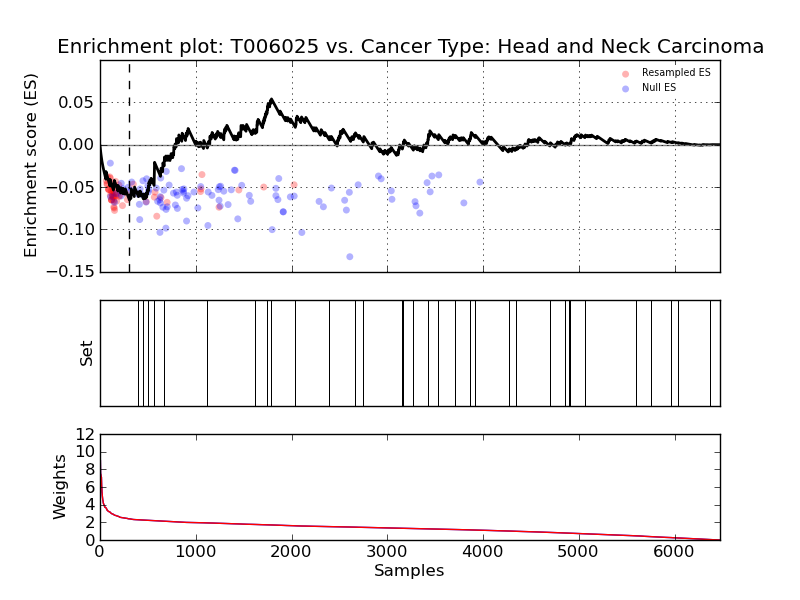 Enrichment plot: T006025 vs. Cancer Type: Head and Neck Carcinoma
Enrichment score (ES)
0.05
0.00
−0.05
−0.10
−0.15
Resampled ES
Null ES
Set
Weights
12
10
8
6
4
2
0
0 1000 2000 3000 4000 5000 6000
Samples